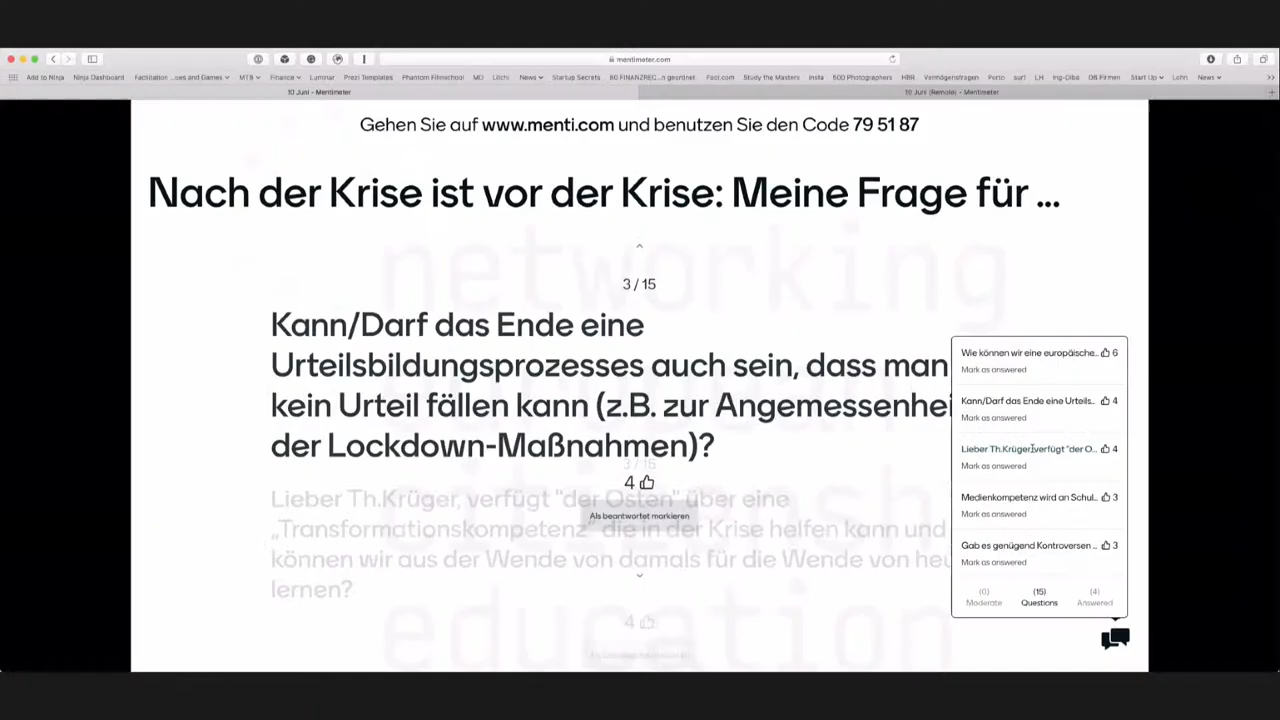 mentimeter.com
Add to Ninja Ninja Dashboard MTB Finance Luminar Prezi Templates Phantom Filmschool MD News Startup Secrets Study the Masters Insta 500 Photographers HBR Vermögensfragen Porto surf LH Ing-Diba DB Firmen Start Up Lohn News
10 Juni - Mentimeter
10 Juni (Remote) - Mentimeter
Gehen Sie auf www.menti.com und benutzen Sie den Code 79 51 87
Nach der Krise ist vor der Krise: Meine Frage für ...
networking
3 / 15
Kann/Darf das Ende eine
Urteilsbildungsprozesses auch sein, dass man
kein Urteil fällen kann (z.B. zur Angemessenhei
der Lockdown-Maßnahmen)?
4
Als beantwortet markieren
Lieber Th.Krüger, verfügt "der Osten" über eine
„Transformationskompetenz“ die in der Krise helfen kann und
können wir aus der Wende von damals für die Wende von heu
lernen?
4
education
Wie können wir eine europäische... 6
Mark as answered
Kann/Darf das Ende eine Urteils... 4
Mark as answered
Lieber Th.Krüger, verfügt "der O... 4
Mark as answered
Medienkompetenz wird an Schul... 3
Mark as answered
Gab es genügend Kontroversen ... 3
Mark as answered
(0) (15) (4)
Moderate Questions Answered